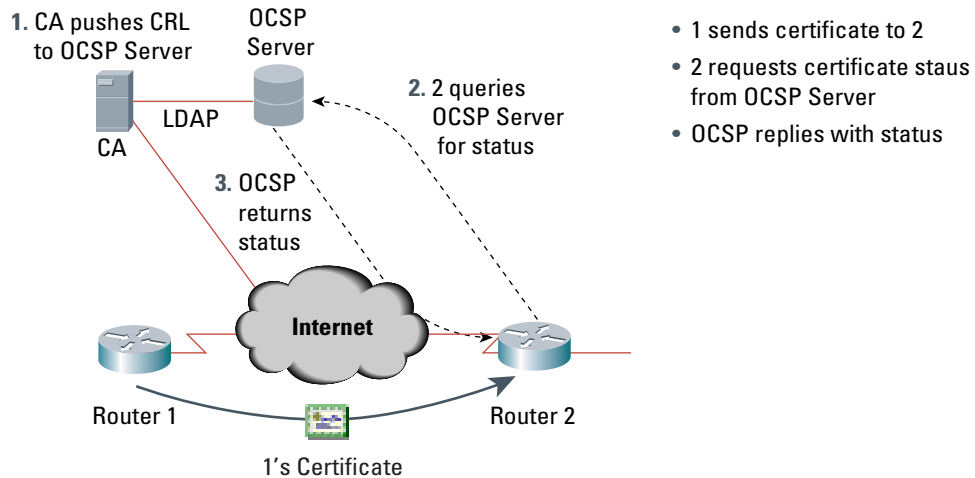 1. CA pushes CRL
to OCSP Server
OCSP
Server
LDAP
CA
2. 2 queries
OCSP Server
for status
3. OCSP
returns
status
Internet
Router 1
Router 2
1's Certificate
• 1 sends certificate to 2
• 2 requests certificate staus
from OCSP Server
• OCSP replies with status